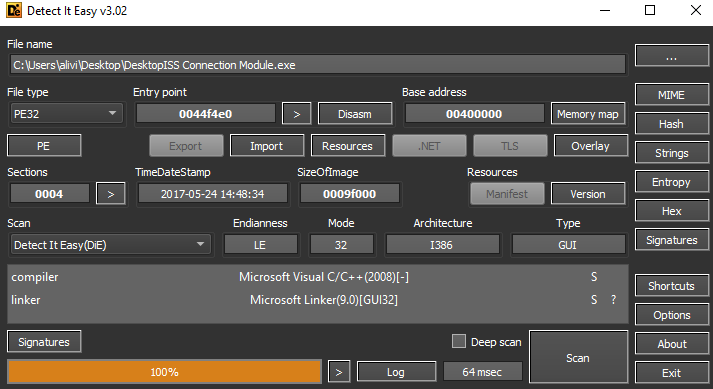 Detect It Easy v3.02
File name
C:\Users\alivi\Desktop\DesktopISS Connection Module.exe ...
File type Entry point Base address MIME
PE32 0044f4e0 > Disasm 00400000 Memory map
Hash
PE Export Import Resources .NET TLS Overlay Strings
Sections TimeDateStamp SizeOfImage Resources Entropy
0004 > 2017-05-24 14:48:34 0009f000 Manifest Version
Hex
Scan Endianness Mode Architecture Type
Detect It Easy(DiE) LE 32 I386 GUI Signatures
compiler Microsoft Visual C/C++(2008)[-] S
Shortcuts
linker Microsoft Linker(9.0)[GUI32] S ?
Options
Signatures Deep scan Scan About
100% > Log 64 msec Exit